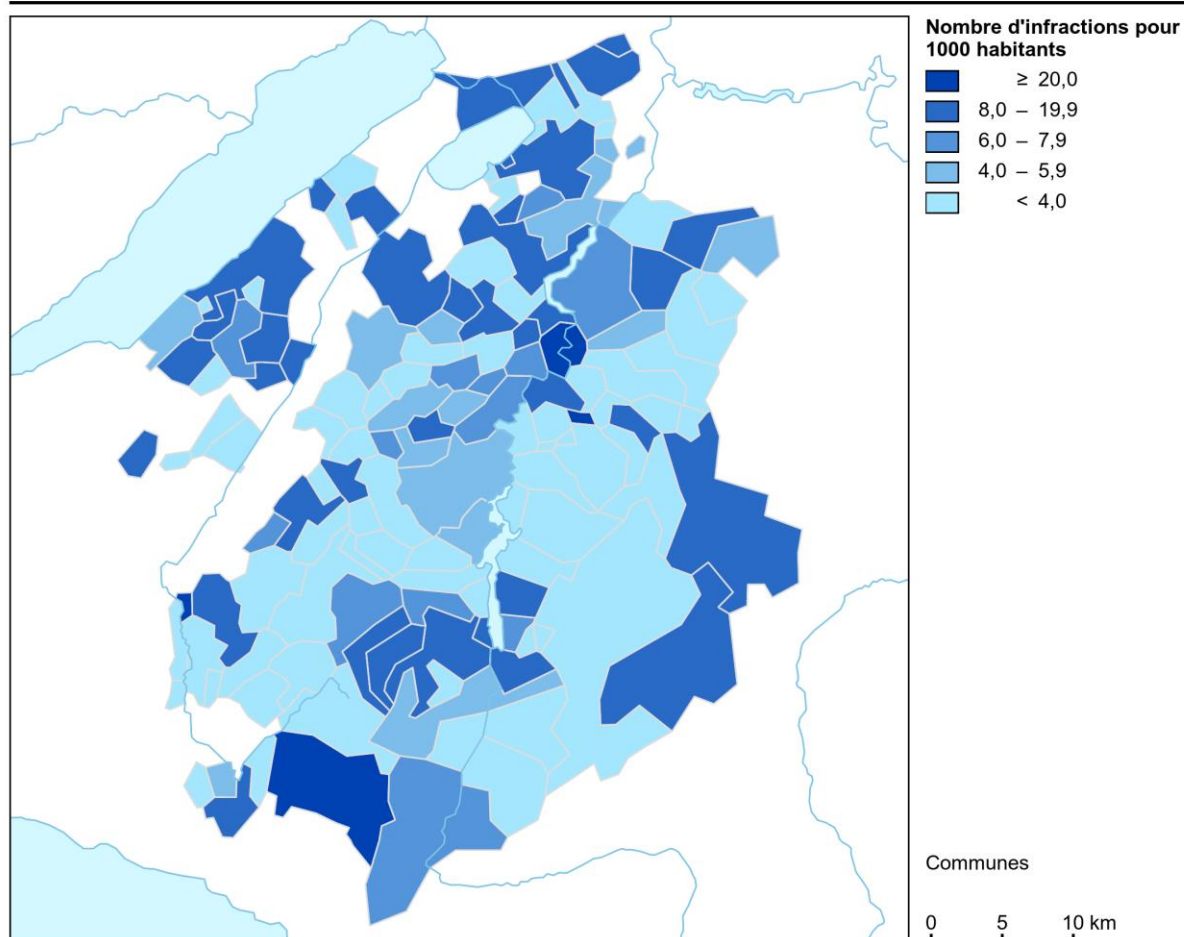 Nombre d'infractions pour
1000 habitants
≥ 20,0
8,0 – 19,9
6,0 – 7,9
4,0 – 5,9
< 4,0
Communes
0 5 10 km